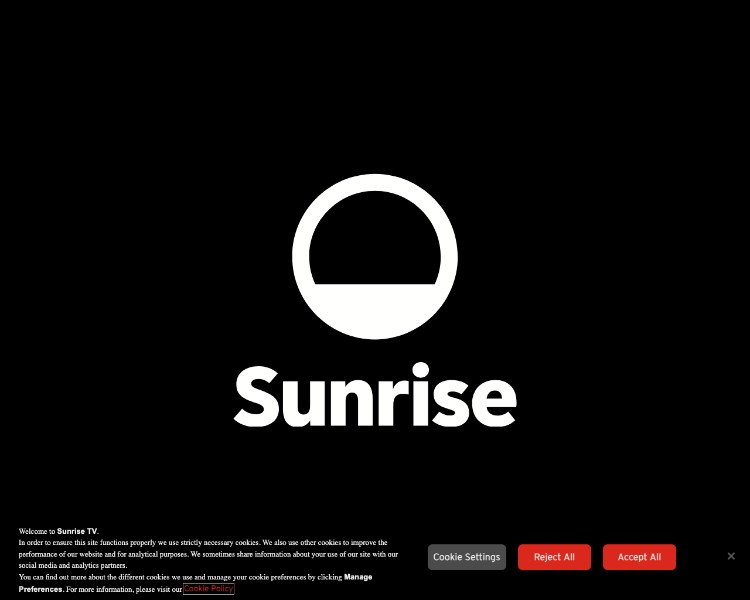 Sunrise
Welcome to Sunrise TV.
In order to ensure this site functions properly we use strictly necessary cookies. We also use other cookies to improve the
performance of our website and for analytical purposes. We sometimes share information about your use of our site with our
social media and analytics partners.
You can find out more about the different cookies we use and manage your cookie preferences by clicking Manage
Preferences. For more information, please visit our Cookie Policy
Cookie Settings
Reject All
Accept All